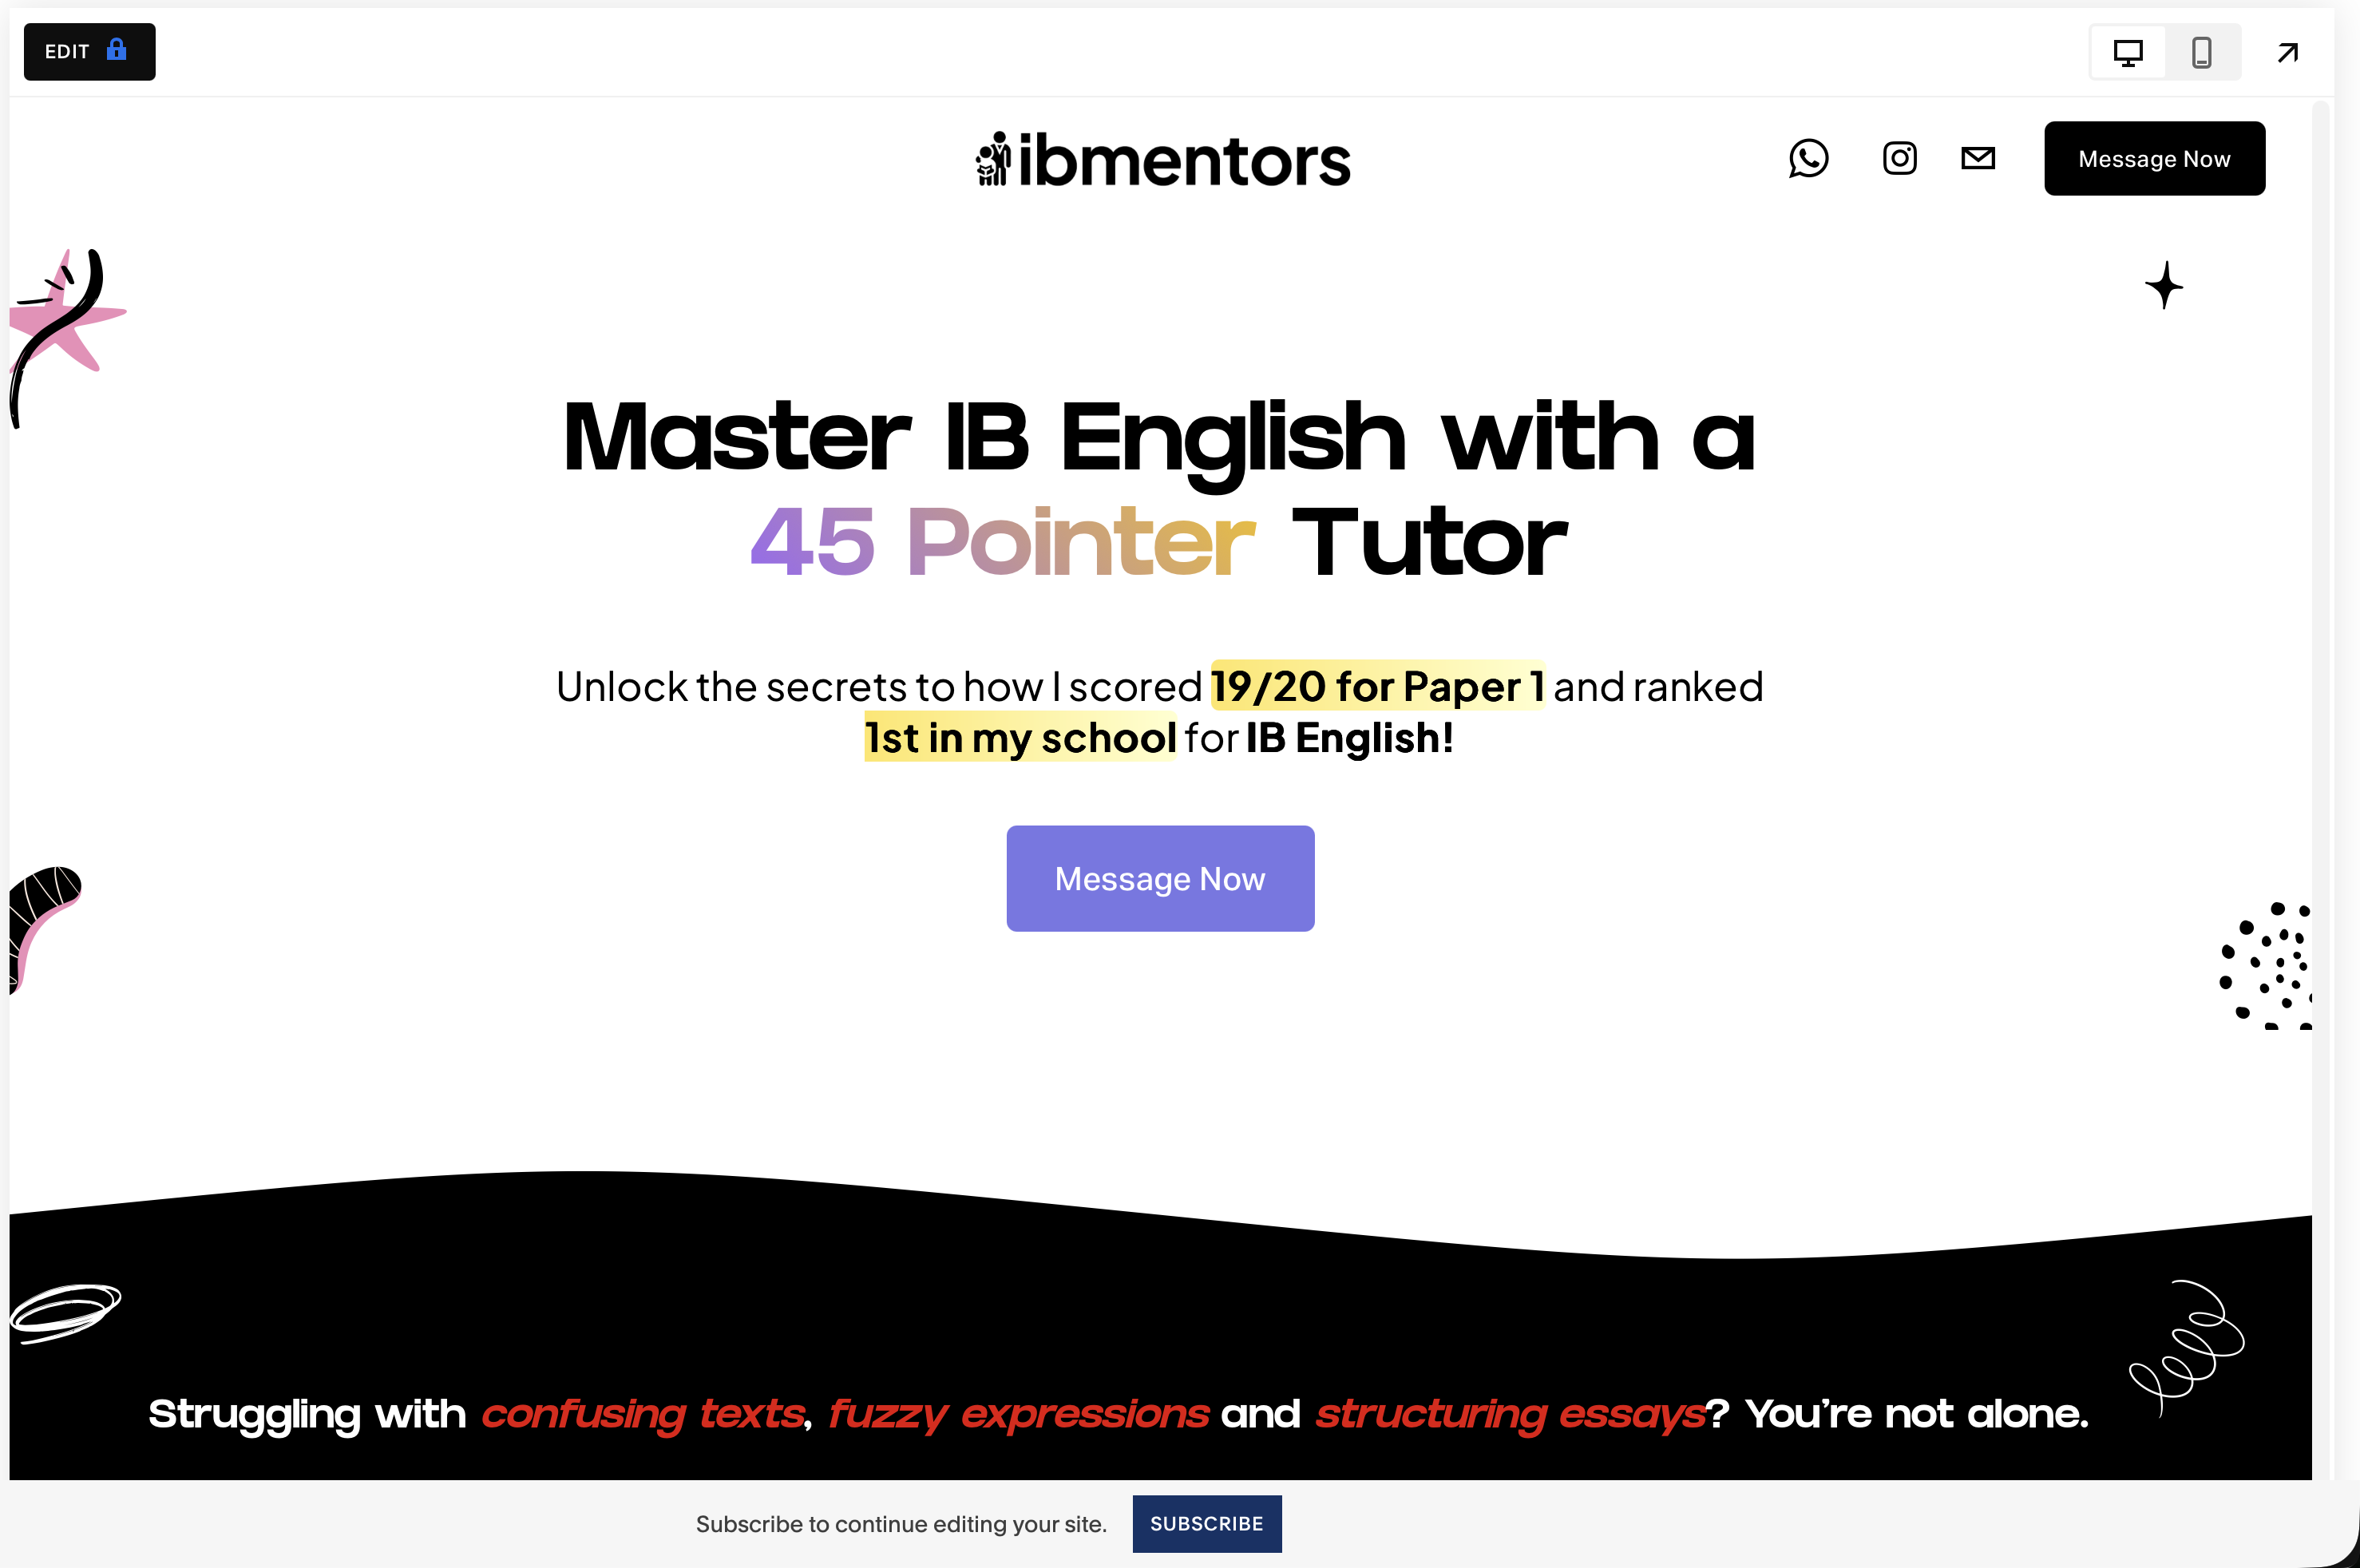 EDIT
ibmentors
Message Now
Master IB English with a
45 Pointer Tutor
Unlock the secrets to how I scored 19/20 for Paper 1 and ranked
1st in my school for IB English!
Message Now
Struggling with confusing texts, fuzzy expressions and structuring essays? You’re not alone.
Subscribe to continue editing your site.
SUBSCRIBE